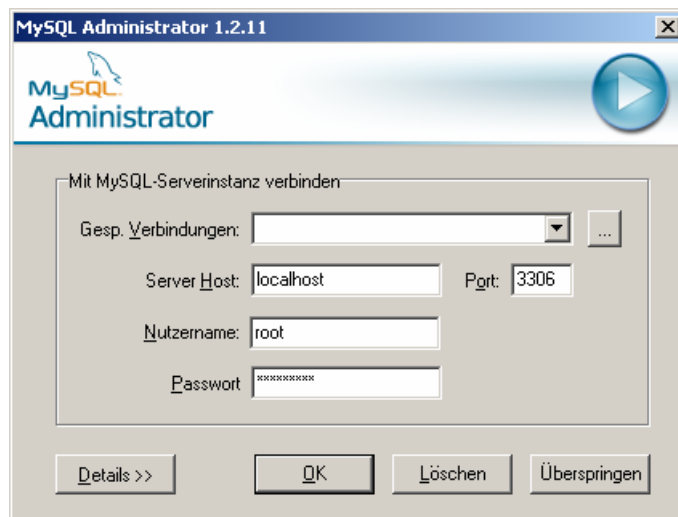 MySQL Administrator 1.2.11
MySQL
Administrator
Mit MySQL-Serverinstanz verbinden
Gesp. Verbindungen:
...
Server Host: localhost Port: 3306
Nutzername: root
Passwort *********
Details >> OK Löschen Überspringen